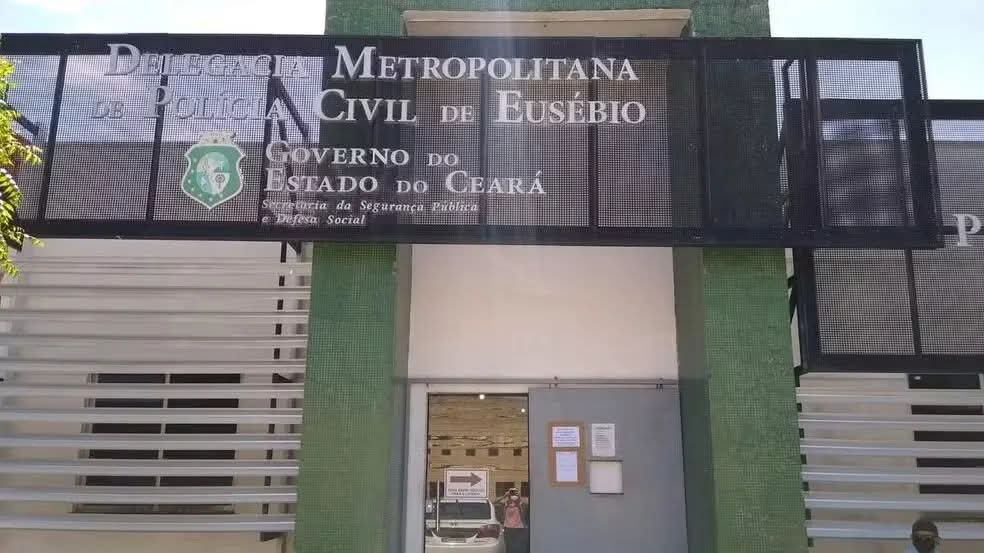 Delegacia Metropolitana
de Polícia Civil de Eusébio
Governo do
Estado do Ceará
Secretaria da Segurança Pública
e Defesa Social
P